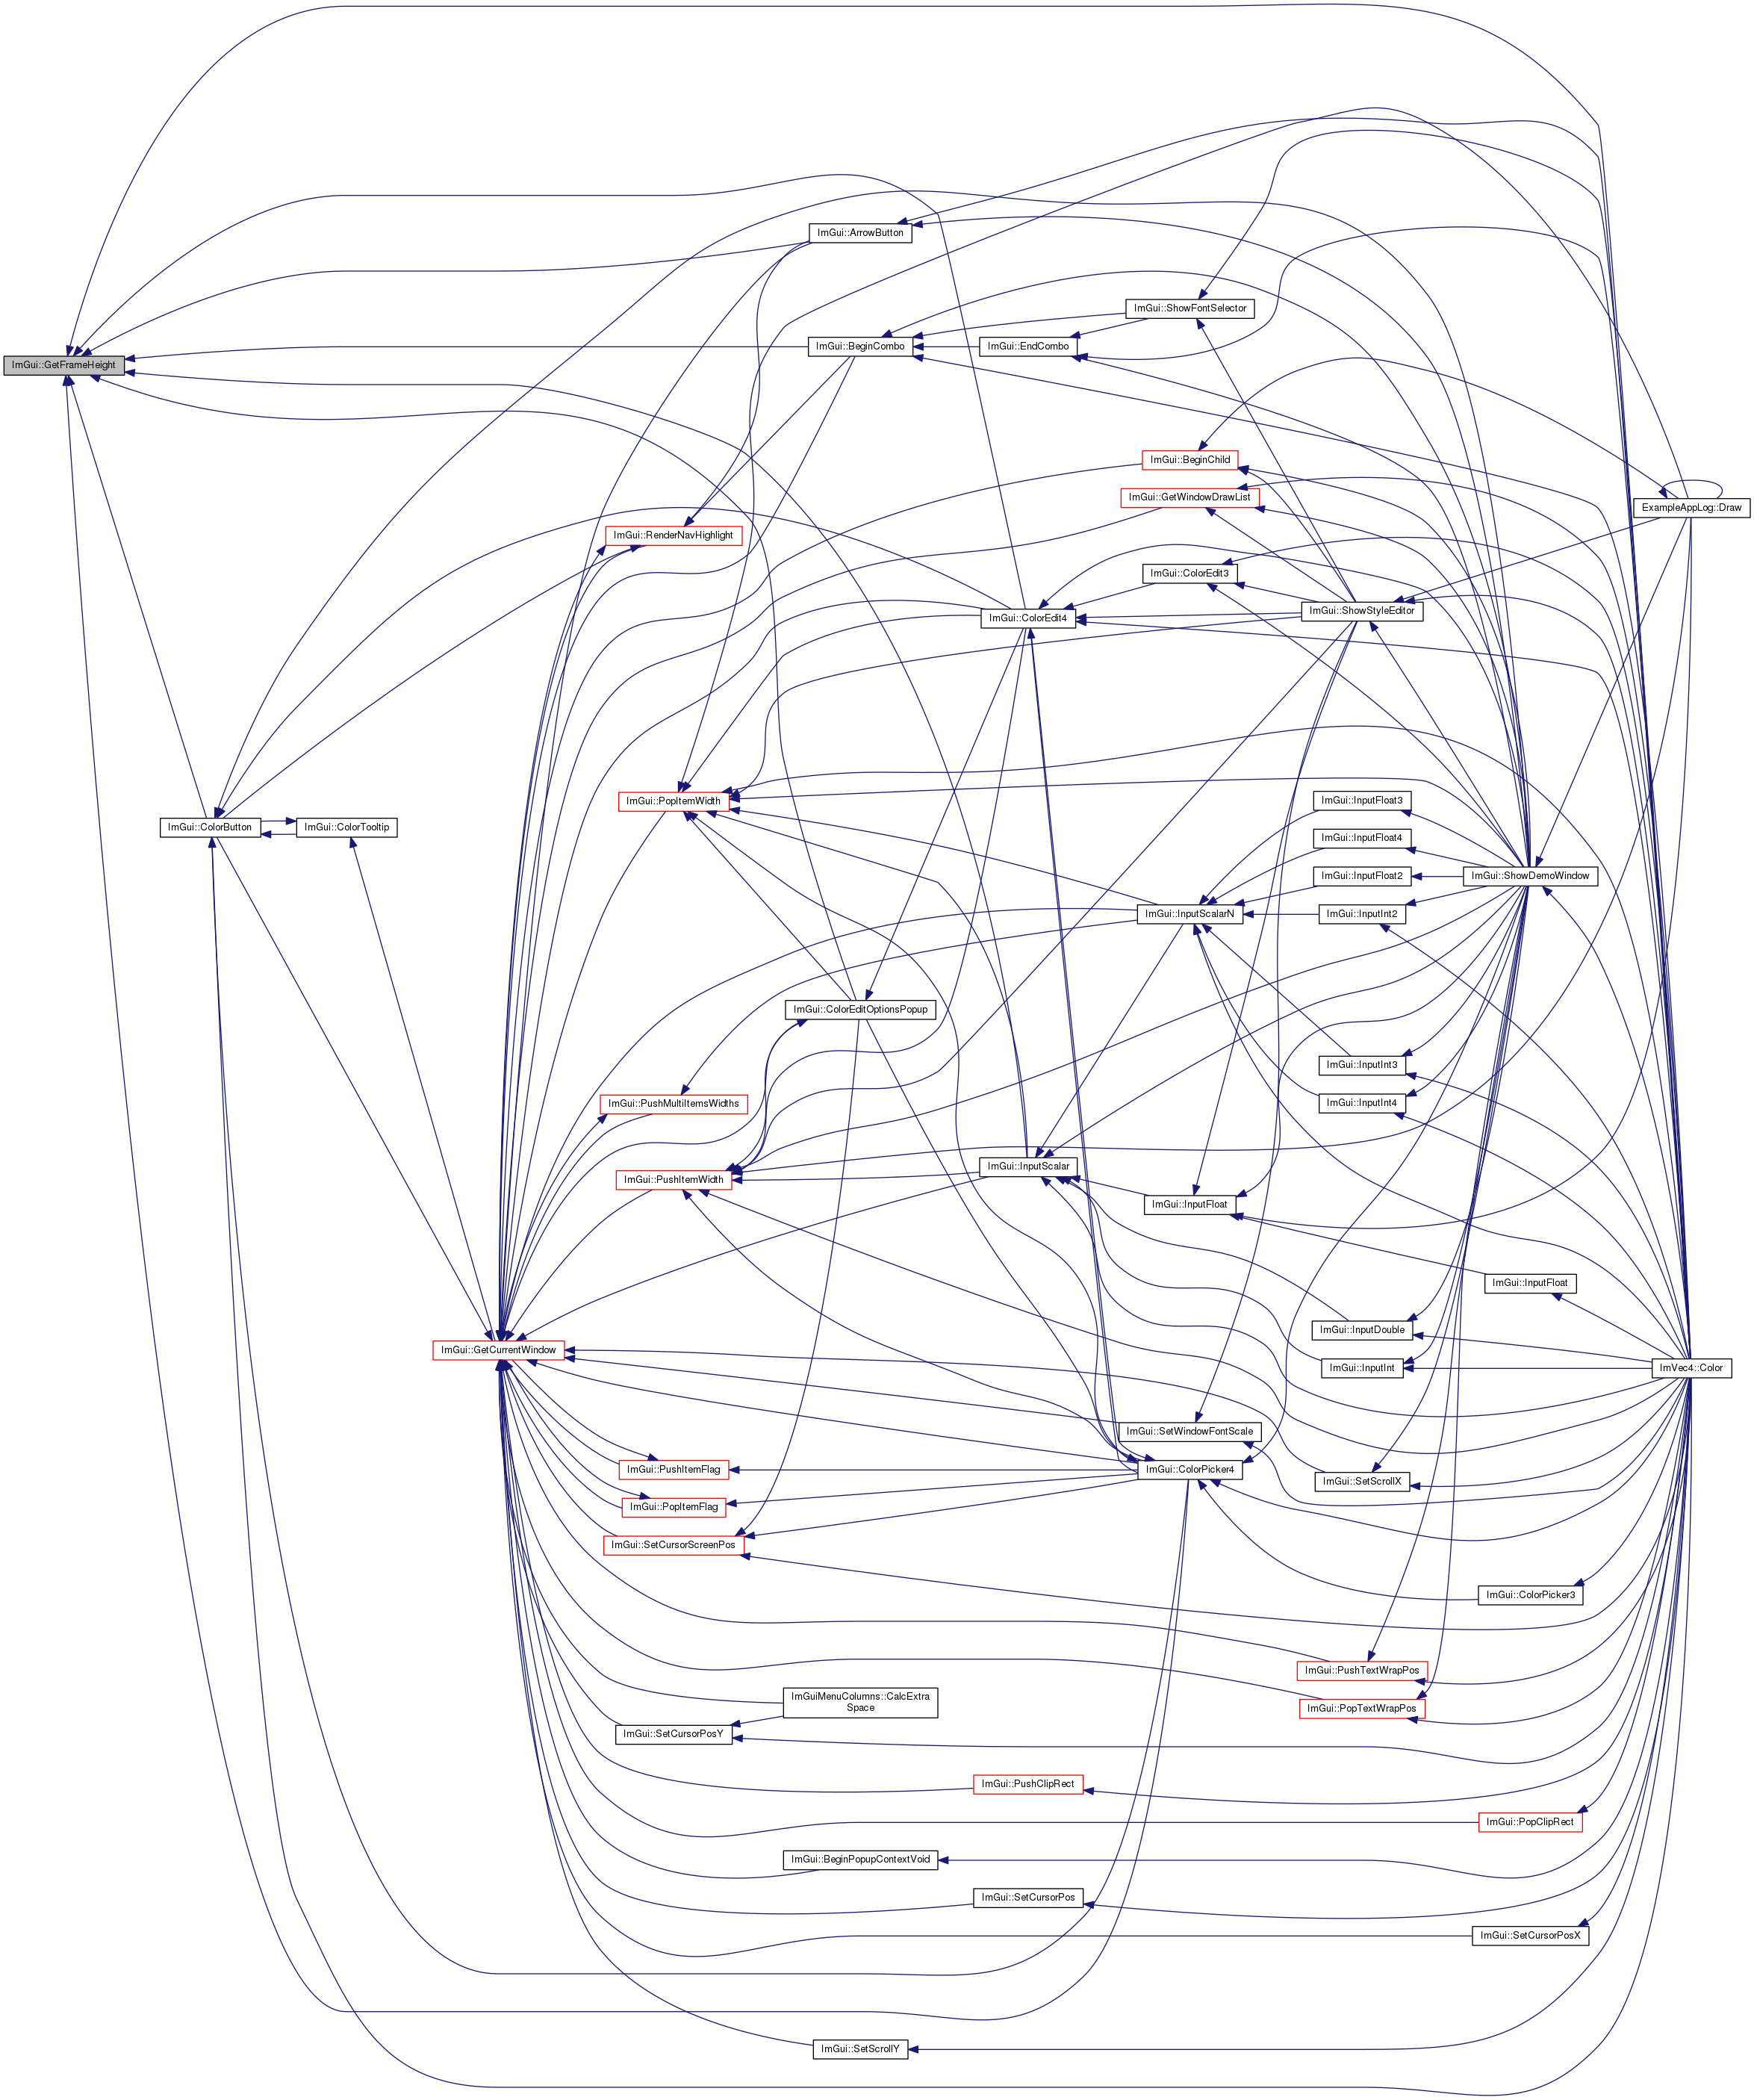 ImGui::ArrowButton
ImGui::ShowFontSelector
ImGui::BeginCombo
ImGui::EndCombo
ImGui::GetFrameHeight
ImGui::BeginChild
ImGui::GetWindowDrawList
ExampleAppLog::Draw
ImGui::RenderNavHighlight
ImGui::ColorEdit3
ImGui::ColorEdit4
ImGui::ShowStyleEditor
ImGui::PopItemWidth
ImGui::InputFloat3
ImGui::ColorButton
ImGui::ColorTooltip
ImGui::InputFloat4
ImGui::InputFloat2
ImGui::ShowDemoWindow
ImGui::InputScalarN
ImGui::InputInt2
ImGui::ColorEditOptionsPopup
ImGui::InputInt3
ImGui::PushMultiItemsWidths
ImGui::InputInt4
ImGui::InputScalar
ImGui::PushItemWidth
ImGui::InputFloat
ImGui::InputFloat
ImGui::InputDouble
ImGui::GetCurrentWindow
ImGui::InputInt
ImVec4::Color
ImGui::SetWindowFontScale
ImGui::PushItemFlag
ImGui::ColorPicker4
ImGui::SetScrollX
ImGui::PopItemFlag
ImGui::SetCursorScreenPos
ImGui::ColorPicker3
ImGui::PushTextWrapPos
ImGuiMenuColumns::CalcExtra
Space
ImGui::PopTextWrapPos
ImGui::SetCursorPosY
ImGui::PushClipRect
ImGui::PopClipRect
ImGui::BeginPopupContextVoid
ImGui::SetCursorPos
ImGui::SetCursorPosX
ImGui::SetScrollY